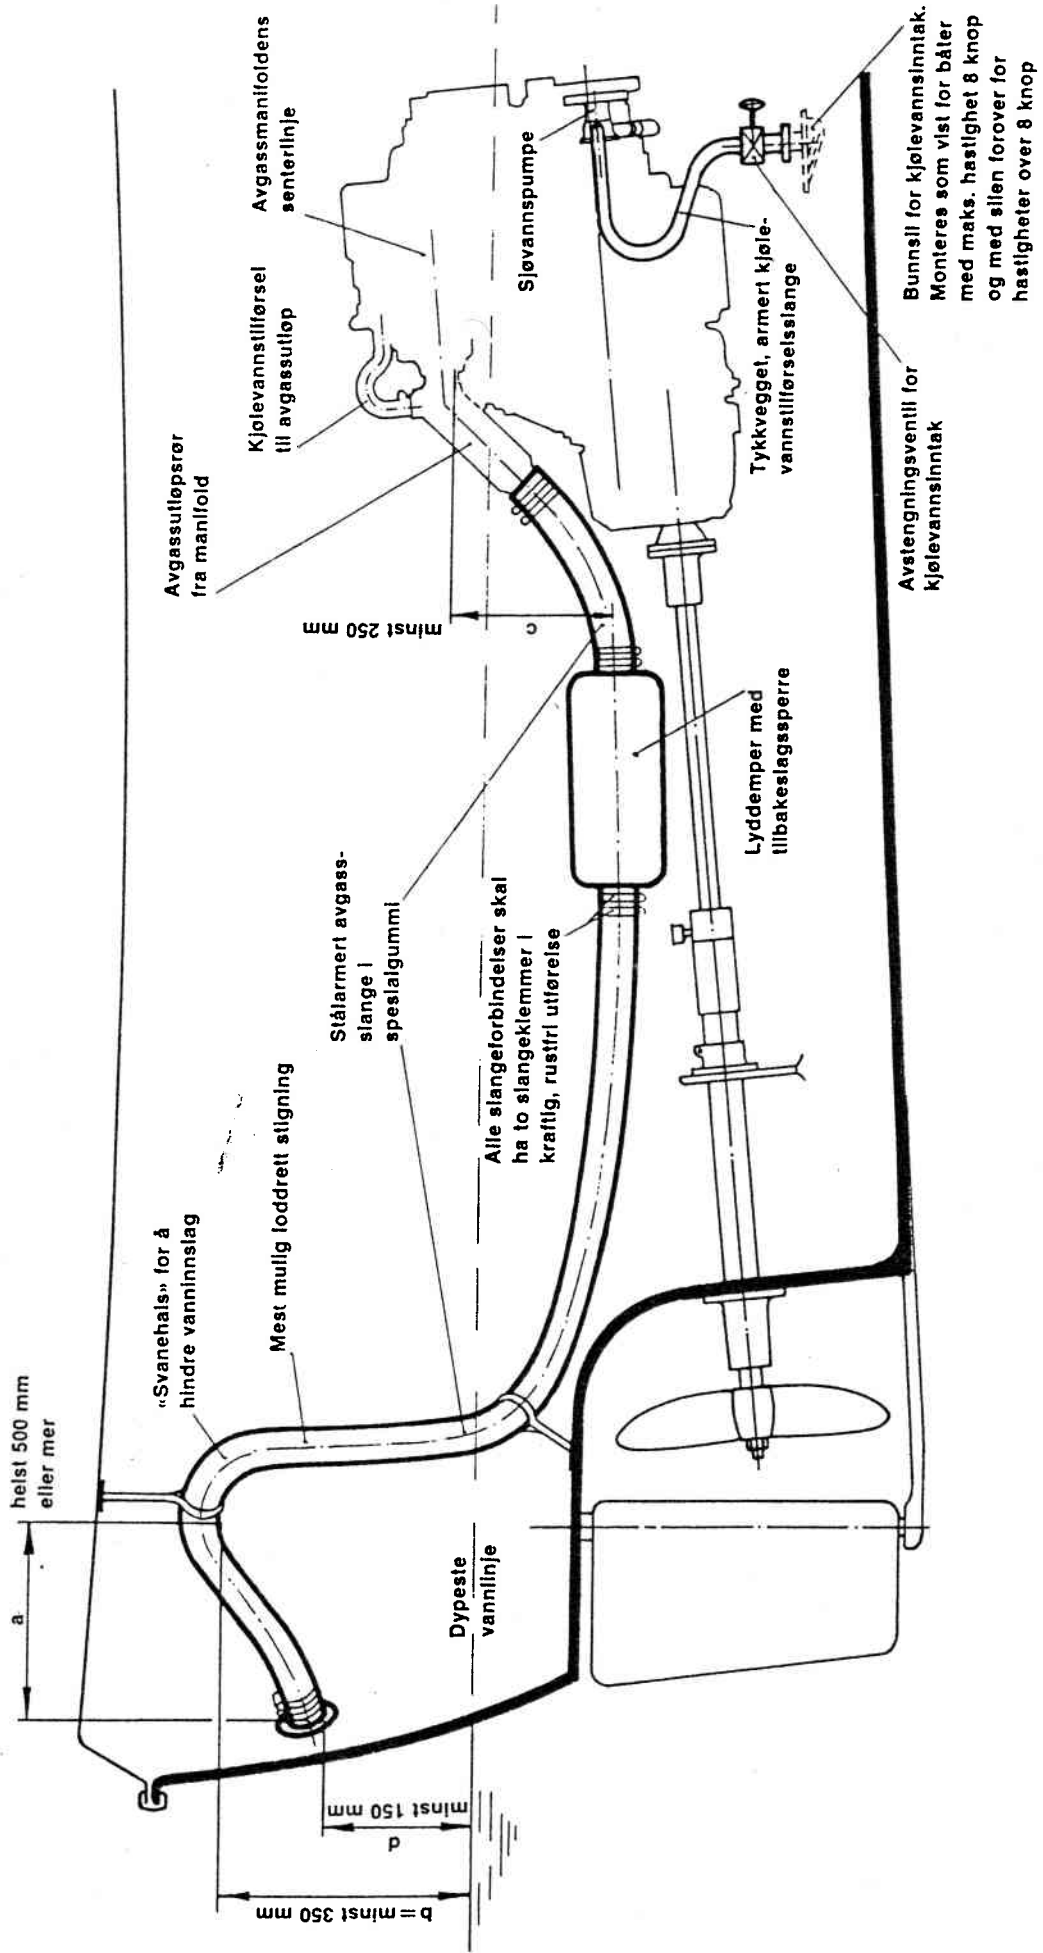 helst 500 mm
eller mer
a
«Svanehals» for å
hindre vanninnslag
Mest mulig loddrett stigning
Stålarmert avgass-
slange i
spesialgummi
Alle slangeforbindelser skal
ha to slangeklemmer i
kraftig, rustfri utførelse
Avgassutløpsrør
fra manifold
Kjølevannstilførsel
til avgassutløp
Avgassmanifoldens
senterlinje
Sjøvannspumpe
minst 250 mm
c
Dypeste
vannlinje
b = minst 350 mm
minst 150 mm
d
Lyddemper med
tilbakeslagssperre
Tykkvegget, armert kjøle-
vannstilførselsslange
Avstengningsventil for
kjølevannsinntak
Bunnsil for kjølevannsinntak.
Monteres som vist for båter
med maks. hastighet 8 knop
og med silen forover for
hastigheter over 8 knop